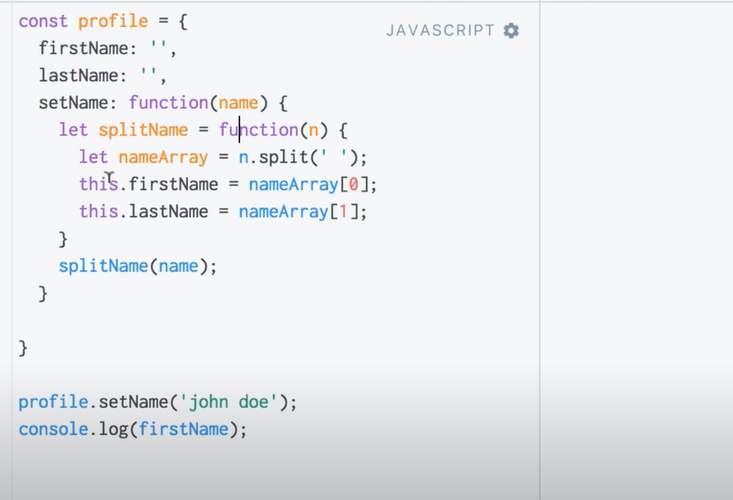 const profile = {
JAVASCRIPT
  firstName: '',
  lastName: '',
  setName: function(name) {
    let splitName = function(n) {
      let nameArray = n.split(' ');
      this.firstName = nameArray[0];
      this.lastName = nameArray[1];
    }
    splitName(name);
  }
}
profile.setName('john doe');
console.log(firstName);